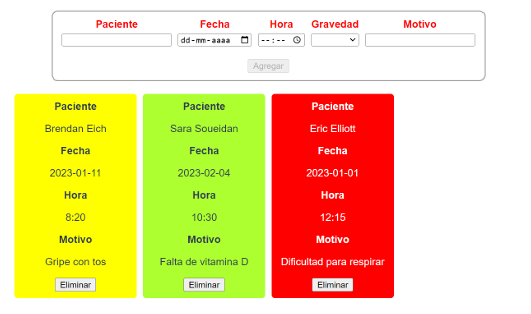 Paciente Fecha Hora Gravedad Motivo
dd-mm-aaaa --:--
Agregar
Paciente
Brendan Eich
Fecha
2023-01-11
Hora
8:20
Motivo
Gripe con tos
Eliminar
Paciente
Sara Soueidan
Fecha
2023-02-04
Hora
10:30
Motivo
Falta de vitamina D
Eliminar
Paciente
Eric Elliott
Fecha
2023-01-01
Hora
12:15
Motivo
Dificultad para respirar
Eliminar